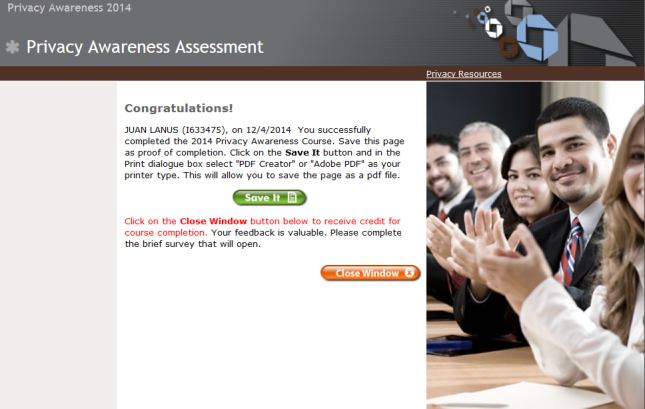 Privacy Awareness 2014
Privacy Awareness Assessment
Privacy Resources
Congratulations!
JUAN LANUS (I633475), on 12/4/2014 You successfully
completed the 2014 Privacy Awareness Course. Save this page
as proof of completion. Click on the Save It button and in the
Print dialogue box select "PDF Creator" or "Adobe PDF" as your
printer type. This will allow you to save the page as a pdf file.
Save It
Click on the Close Window button below to receive credit for
course completion. Your feedback is valuable. Please complete
the brief survey that will open.
Close Window